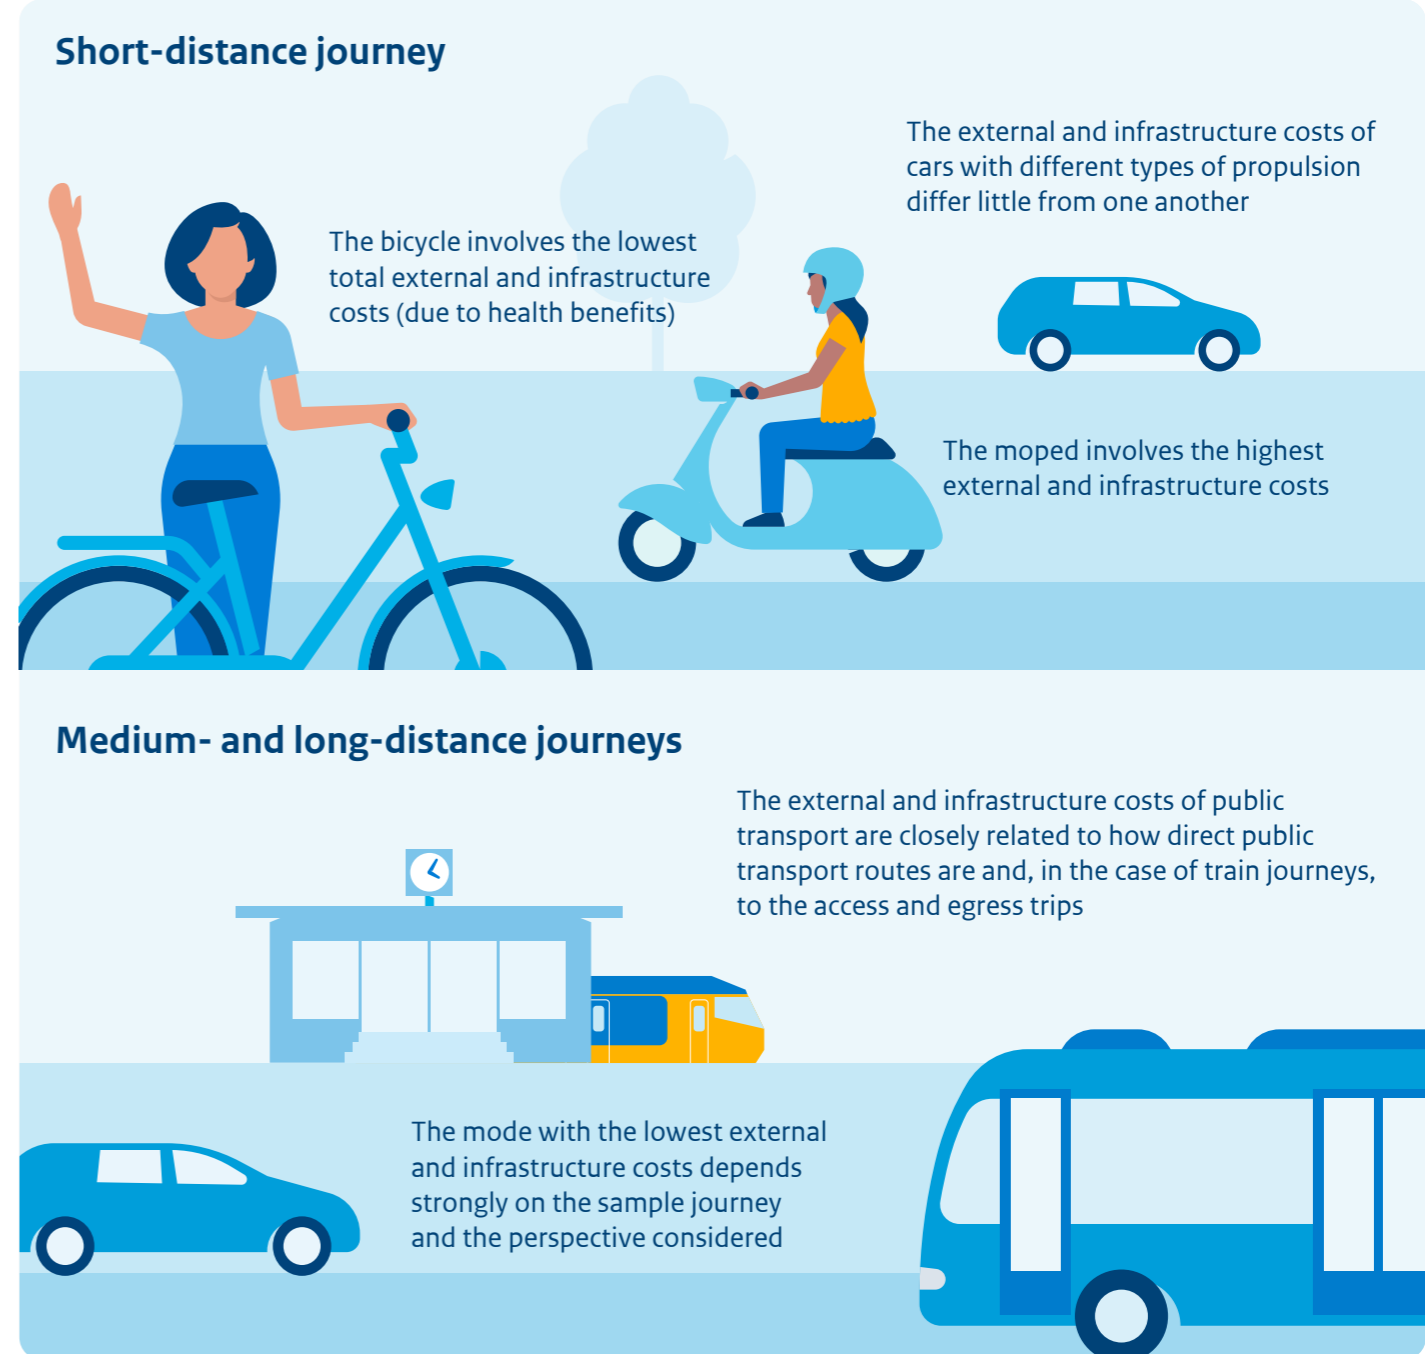 Short-distance journey
The external and infrastructure costs of
cars with different types of propulsion
differ little from one another
The bicycle involves the lowest
total external and infrastructure
costs (due to health benefits)
The moped involves the highest
external and infrastructure costs
Medium- and long-distance journeys
The external and infrastructure costs of public
transport are closely related to how direct public
transport routes are and, in the case of train journeys,
to the access and egress trips
The mode with the lowest external
and infrastructure costs depends
strongly on the sample journey
and the perspective considered